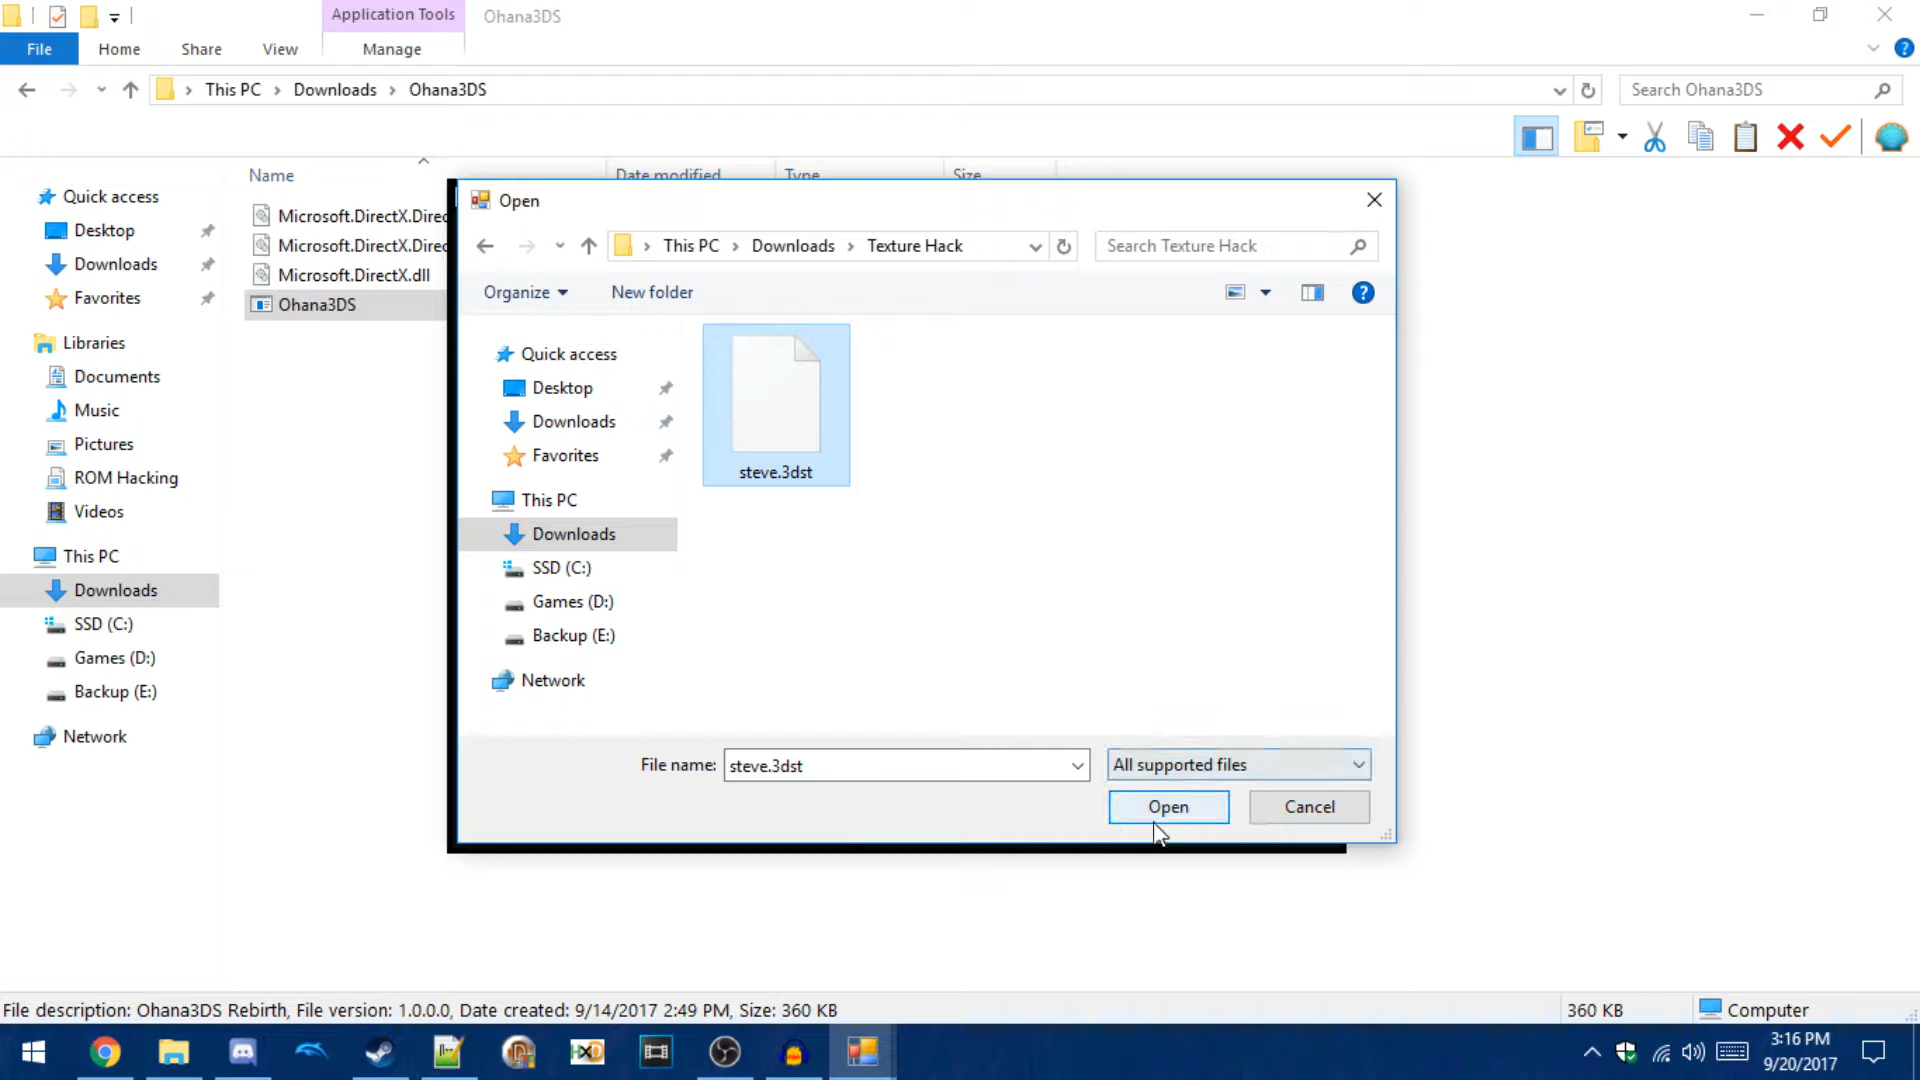 Application Tools
Ohana3DS
File
Home
Share
View
Manage
This PC
Downloads
Ohana3DS
Search Ohana3DS
Name
Date modified
Type
Size
Quick access
Desktop
Downloads
Favorites
Libraries
Documents
Music
Pictures
ROM Hacking
Videos
This PC
Downloads
SSD (C:)
Games (D:)
Backup (E:)
Network
Microsoft.DirectX.Direc
Microsoft.DirectX.Direc
Microsoft.DirectX.dll
Ohana3DS
Open
This PC
Downloads
Texture Hack
Search Texture Hack
Organize
New folder
Quick access
Desktop
Downloads
Favorites
This PC
Downloads
SSD (C:)
Games (D:)
Backup (E:)
Network
steve.3dst
File name:
steve.3dst
All supported files
Open
Cancel
File description: Ohana3DS Rebirth, File version: 1.0.0.0, Date created: 9/14/2017 2:49 PM, Size: 360 KB
360 KB
Computer
HXD
3:16 PM
9/20/2017